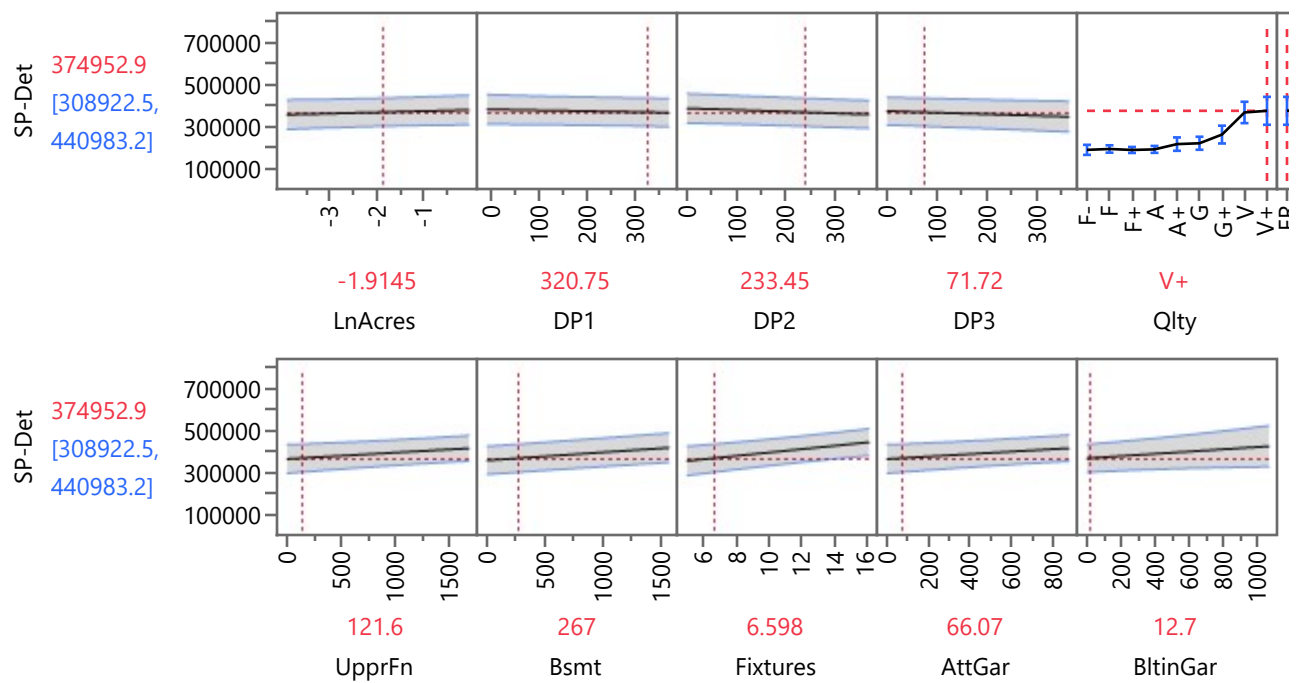 SP-Det
374952.9
[308922.5,
440983.2]
700000
500000
300000
100000
-3 -2 -1
0 100 200 300
0 100 200 300
0 100 200 300
F- F F+ A A+ G G+ V V+
-1.9145 320.75 233.45 71.72 V+
LnAcres DP1 DP2 DP3 Qlty
SP-Det
374952.9
[308922.5,
440983.2]
700000
500000
300000
100000
0 500 1000 1500
0 500 1000 1500
6 8 10 12 14 16
0 200 400 600 800
0 200 400 600 800 1000
121.6 267 6.598 66.07 12.7
UpprFn Bsmt Fixtures AttGar BltinGar